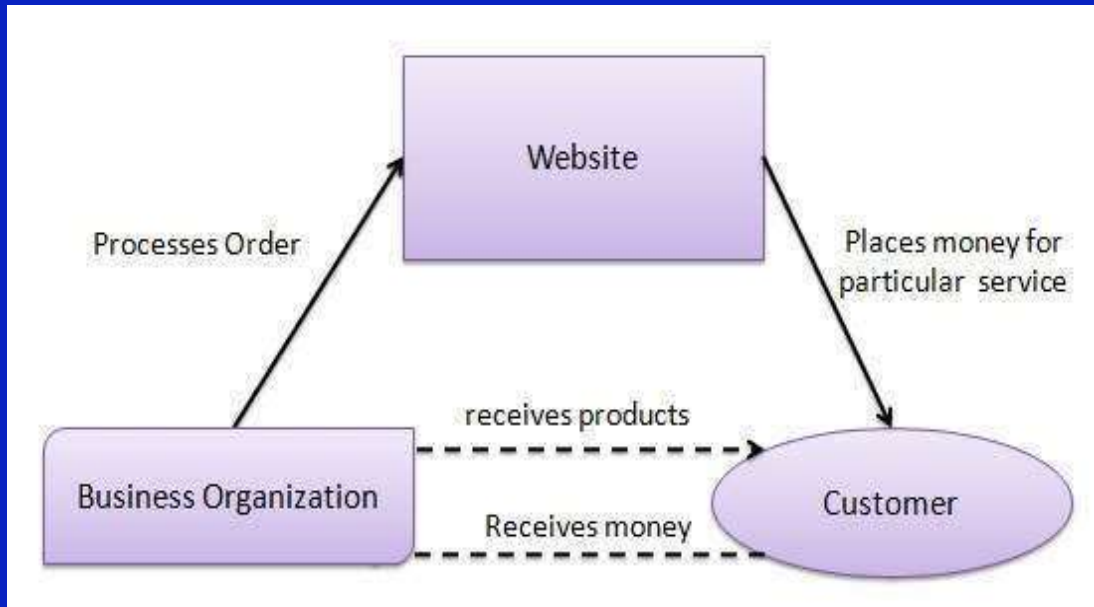 Website
Processes Order
Places money for
particular service
receives products
Business Organization
Customer
Receives money